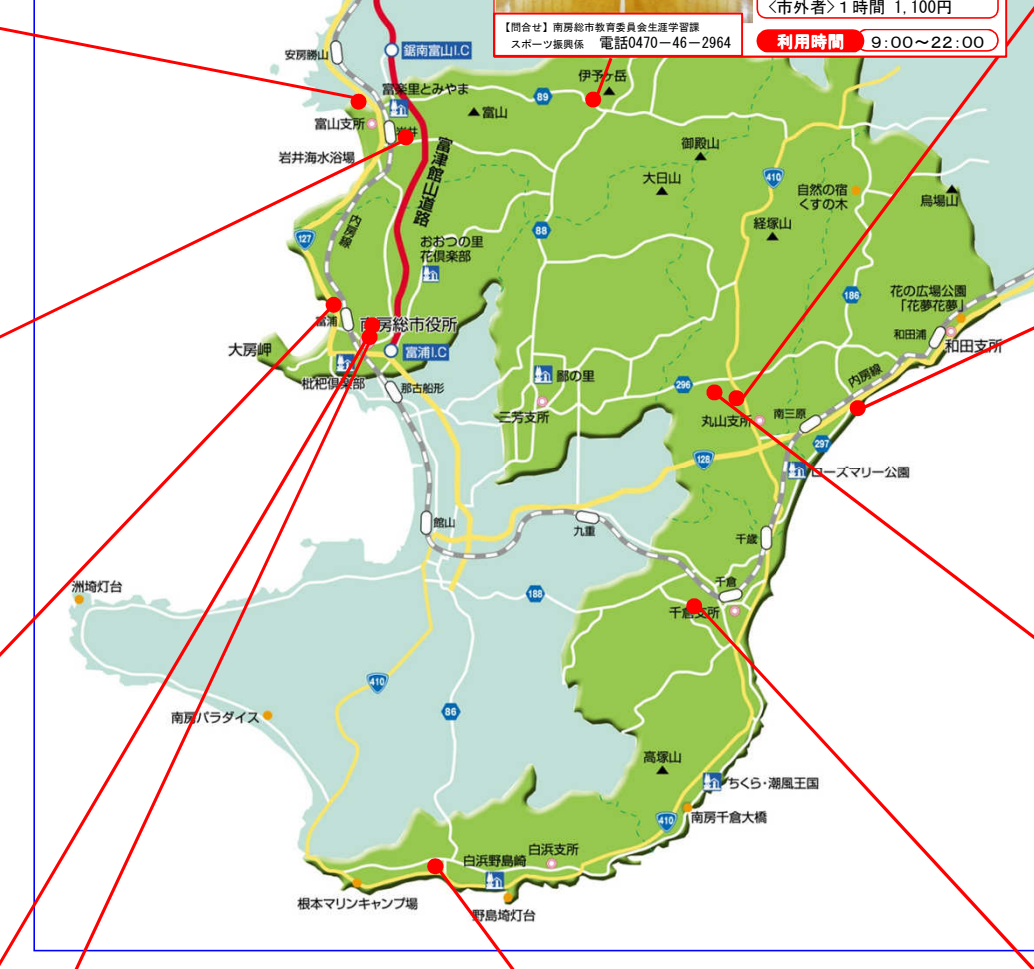 <市外者>1時間 1,100円
【問合せ】南房総市教育委員会生涯学習課
スポーツ振興係 電話0470-46-2964
利用時間 9:00~22:00
安房勝山
鋸南富山I.C
伊予ヶ岳
富楽里とみやま
89
富山
富山支所
岩井
岩井海水浴場
富津館山道路
御殿山
大日山
410
自然の宿
くすの木
烏場山
経塚山
内房線
127
88
おおつの里
花倶楽部
186
花の広場公園
「花夢花夢」
和田浦
和田支所
富浦
南房総市役所
大房岬
富浦I.C
枇杷倶楽部
那古船形
鄙の里
三芳支所
296
内房線
丸山支所
南三原
297
128
ローズマリー公園
館山
九重
千歳
千倉
千倉支所
188
洲埼灯台
410
86
南房パラダイス
高塚山
ちくら・潮風王国
410
南房千倉大橋
白浜支所
白浜野島崎
根本マリンキャンプ場
野島埼灯台